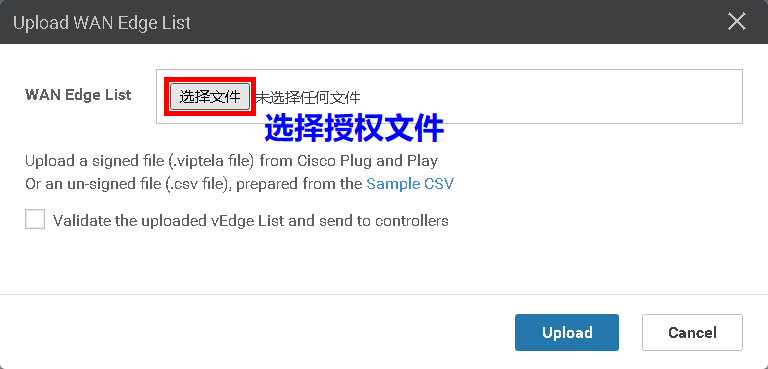 Upload WAN Edge List
WAN Edge List
选择文件 未选择任何文件
选择授权文件
Upload a signed file (.viptela file) from Cisco Plug and Play
Or an un-signed file (.csv file), prepared from the Sample CSV
Validate the uploaded vEdge List and send to controllers
Upload
Cancel